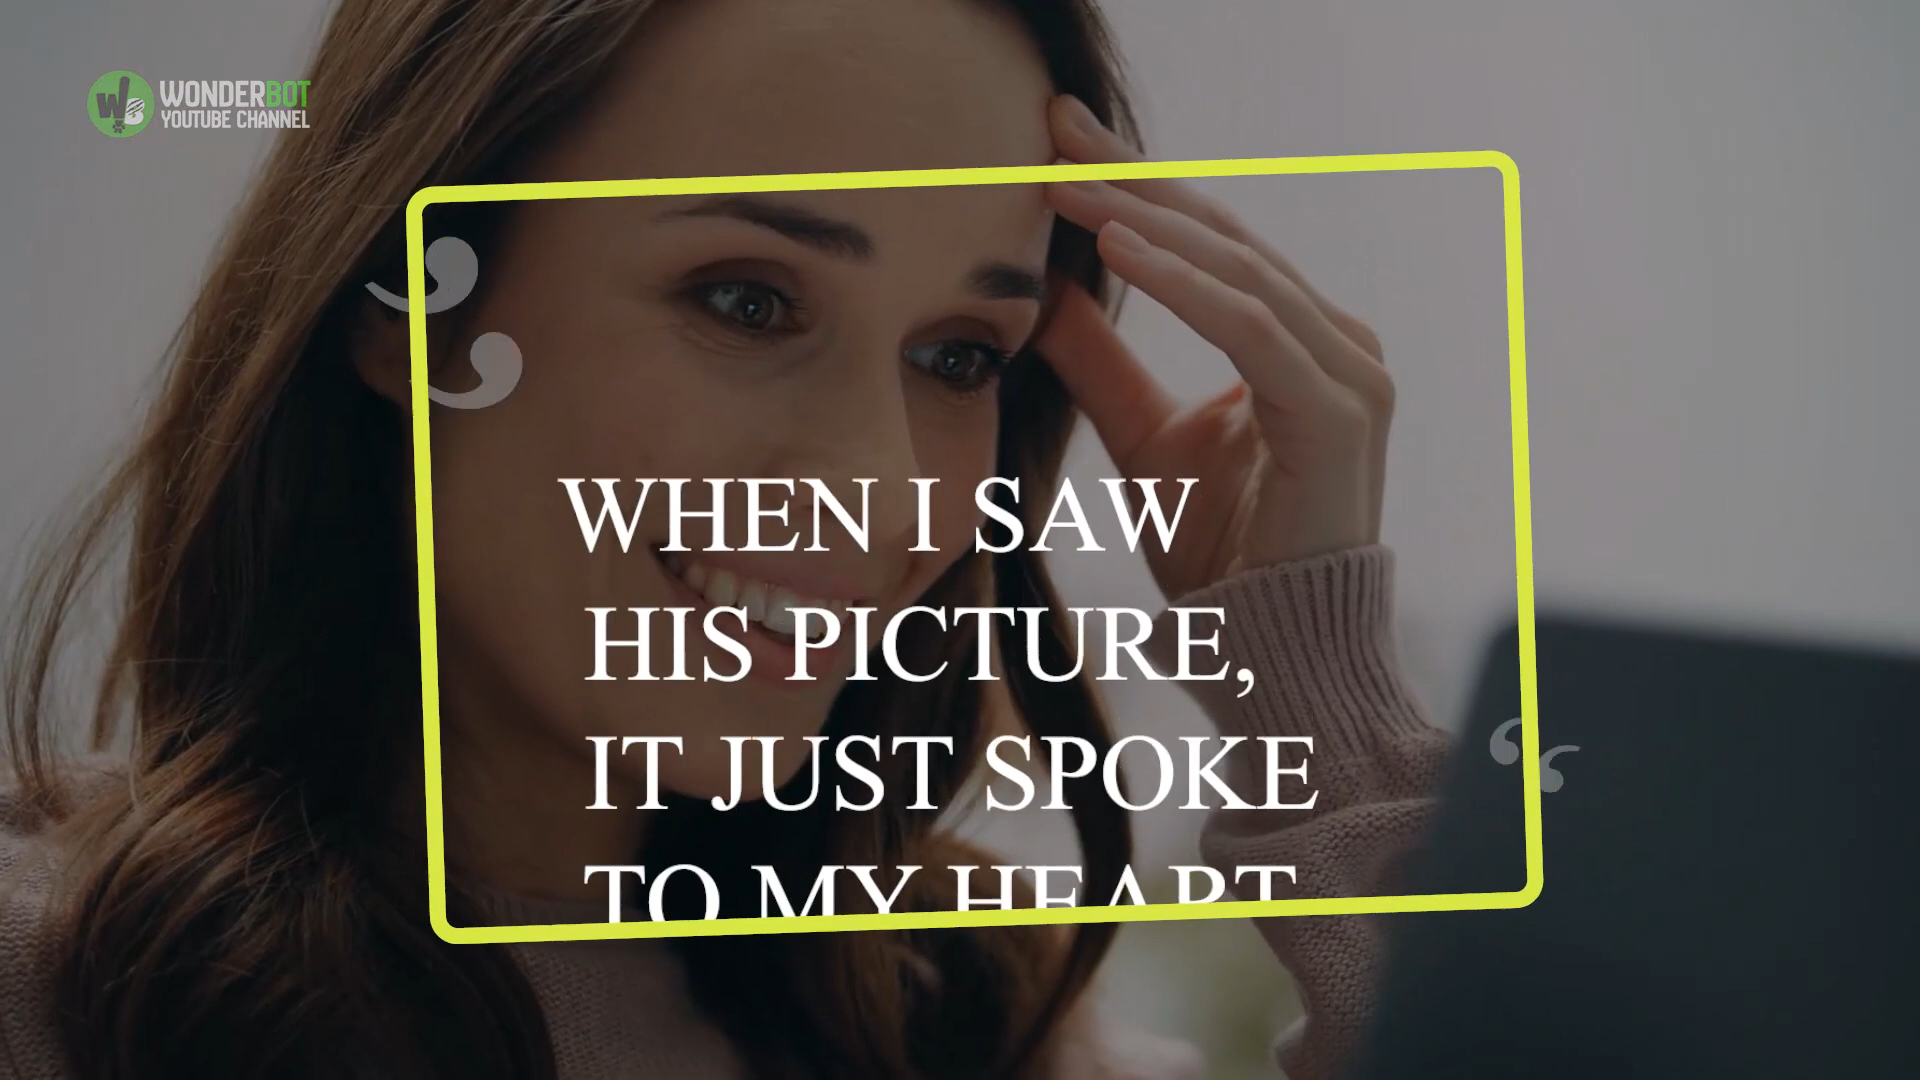 WONDERBOT
YOUTUBE CHANNEL
WHEN I SAW
HIS PICTURE,
IT JUST SPOKE
TO MY HEART